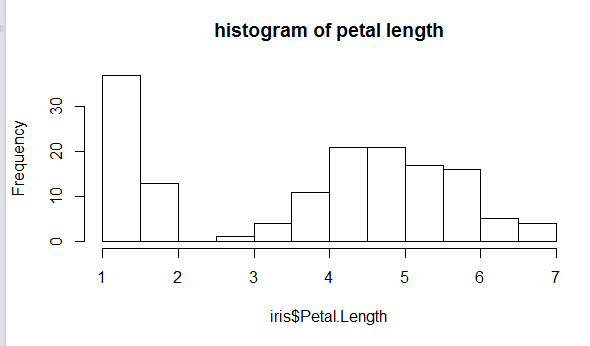 histogram of petal length
Frequency
30
20
10
0
1 2 3 4 5 6 7
iris$Petal.Length